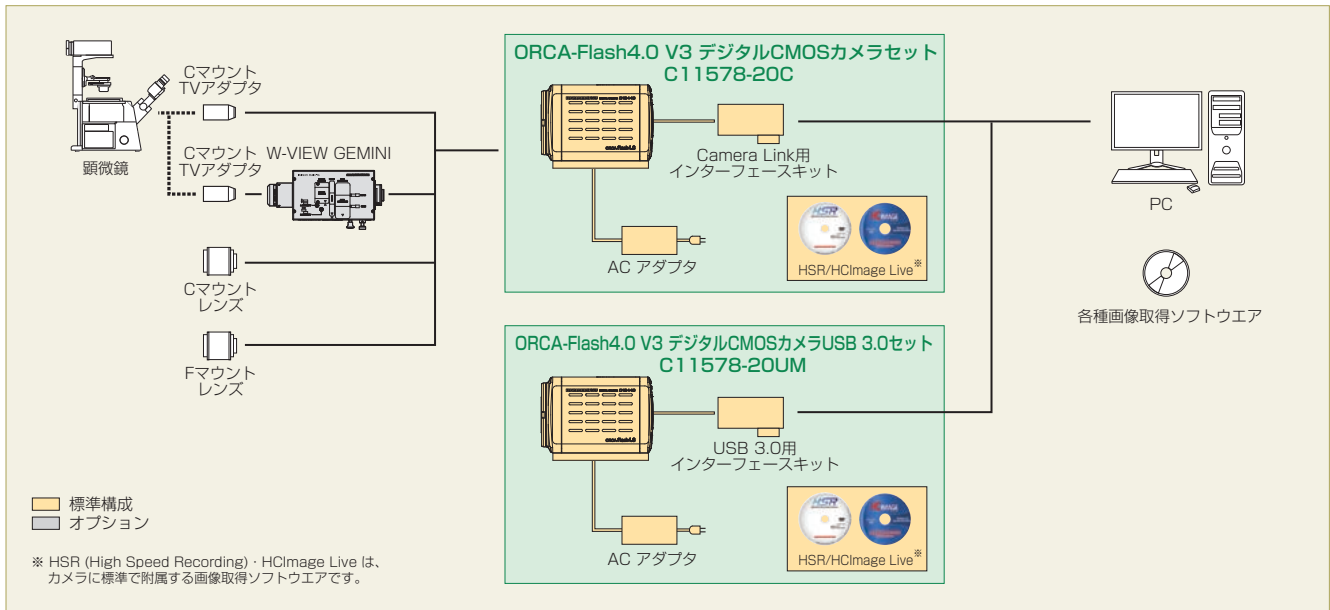 顕微鏡
Cマウント
TVアダプタ
Cマウント
TVアダプタ
W-VIEW GEMINI
Cマウント
レンズ
Fマウント
レンズ
ORCA-Flash4.0 V3 デジタルCMOSカメラセット
C11578-20C
Camera Link用
インターフェースキット
AC アダプタ
HSR
HCIMAGE
HSR/HCImage Live※
ORCA-Flash4.0 V3 デジタルCMOSカメラUSB 3.0セット
C11578-20UM
USB 3.0用
インターフェースキット
AC アダプタ
HSR
HCIMAGE
HSR/HCImage Live※
PC
各種画像取得ソフトウエア
標準構成
オプション
※ HSR (High Speed Recording)・HCImage Live は、
カメラに標準で附属する画像取得ソフトウエアです。